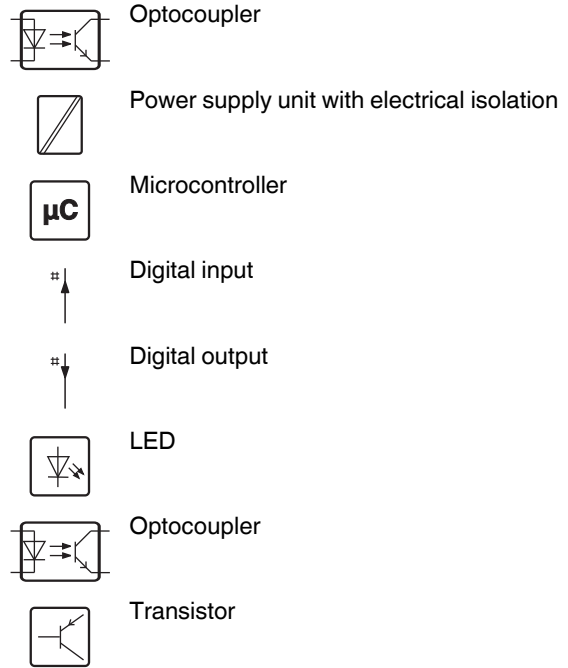 Optocoupler
Power supply unit with electrical isolation
µC
Microcontroller
#
Digital input
#
Digital output
LED
Optocoupler
Transistor